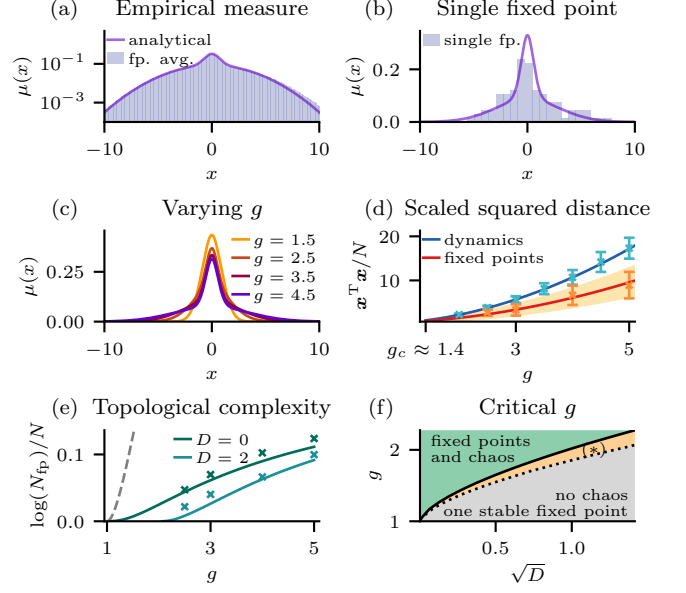 (a) Empirical measure
analytical
fp. avg.
μ(x)
10⁻¹
10⁻³
−10 0 10
x
(b) Single fixed point
single fp.
μ(x)
0.2
0.0
−10 0 10
x
(c) Varying g
g = 1.5
g = 2.5
g = 3.5
g = 4.5
μ(x)
0.25
0.00
−10 0 10
x
(d) Scaled squared distance
dynamics
fixed points
xᵀx/N
20
10
g_c ≈ 1.4 3 5
g
(e) Topological complexity
D = 0
D = 2
log(N_fp)/N
0.1
0.0
1 3 5
g
(f) Critical g
fixed points
and chaos
(*)
no chaos
one stable fixed point
g
2
1
0.5 1.0
√D